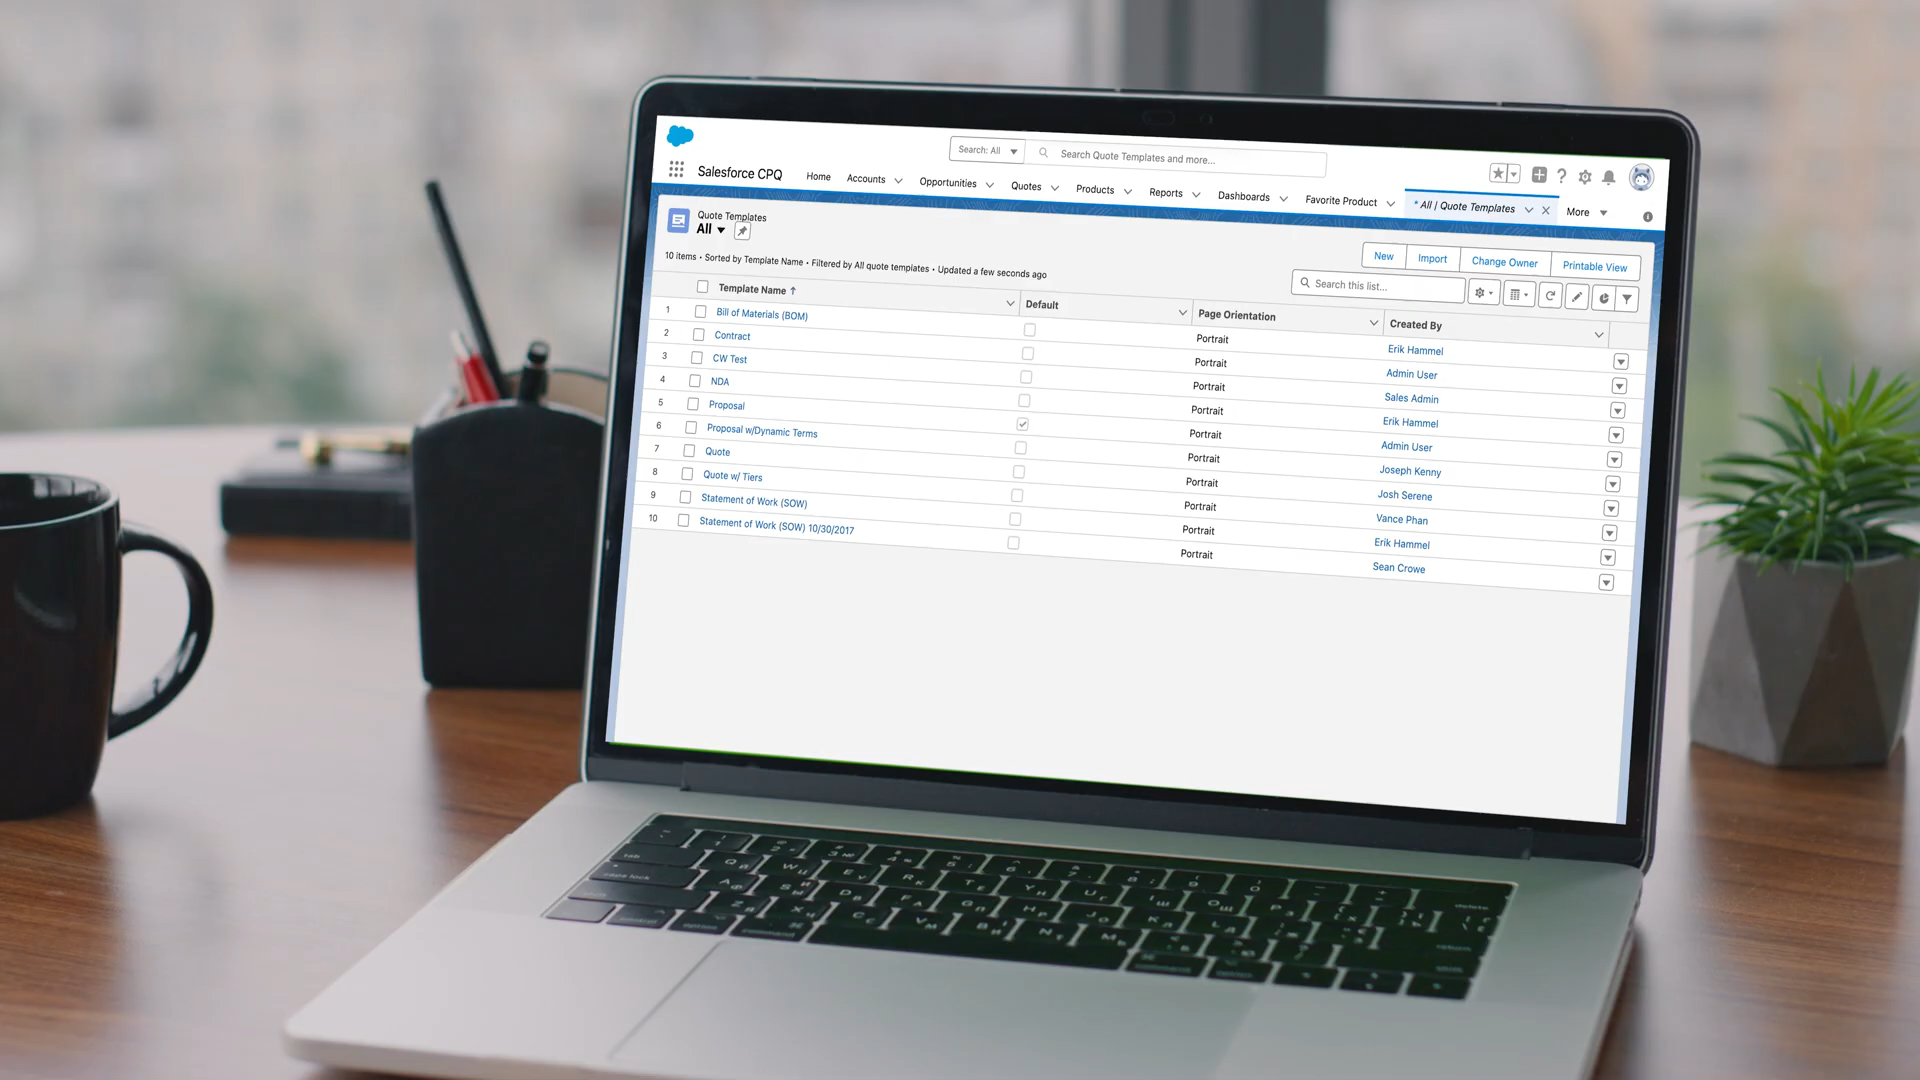 Search: All
Search Quote Templates and more...
Salesforce CPQ
Home Accounts Opportunities Quotes Products Reports Dashboards Favorite Product * All | Quote Templates More
Quote Templates
All
10 items • Sorted by Template Name • Filtered by All quote templates • Updated a few seconds ago
New Import Change Owner Printable View
Search this list...
Template Name ↑ Default Page Orientation Created By
1 Bill of Materials (BOM) Portrait Erik Hammel
2 Contract Portrait Admin User
3 CW Test Portrait Sales Admin
4 NDA Portrait Erik Hammel
5 Proposal Portrait Admin User
6 Proposal w/Dynamic Terms Portrait Joseph Kenny
7 Quote Portrait Josh Serene
8 Quote w/ Tiers Portrait Vance Phan
9 Statement of Work (SOW) Portrait Erik Hammel
10 Statement of Work (SOW) 10/30/2017 Portrait Sean Crowe
tab
caps lock
option command